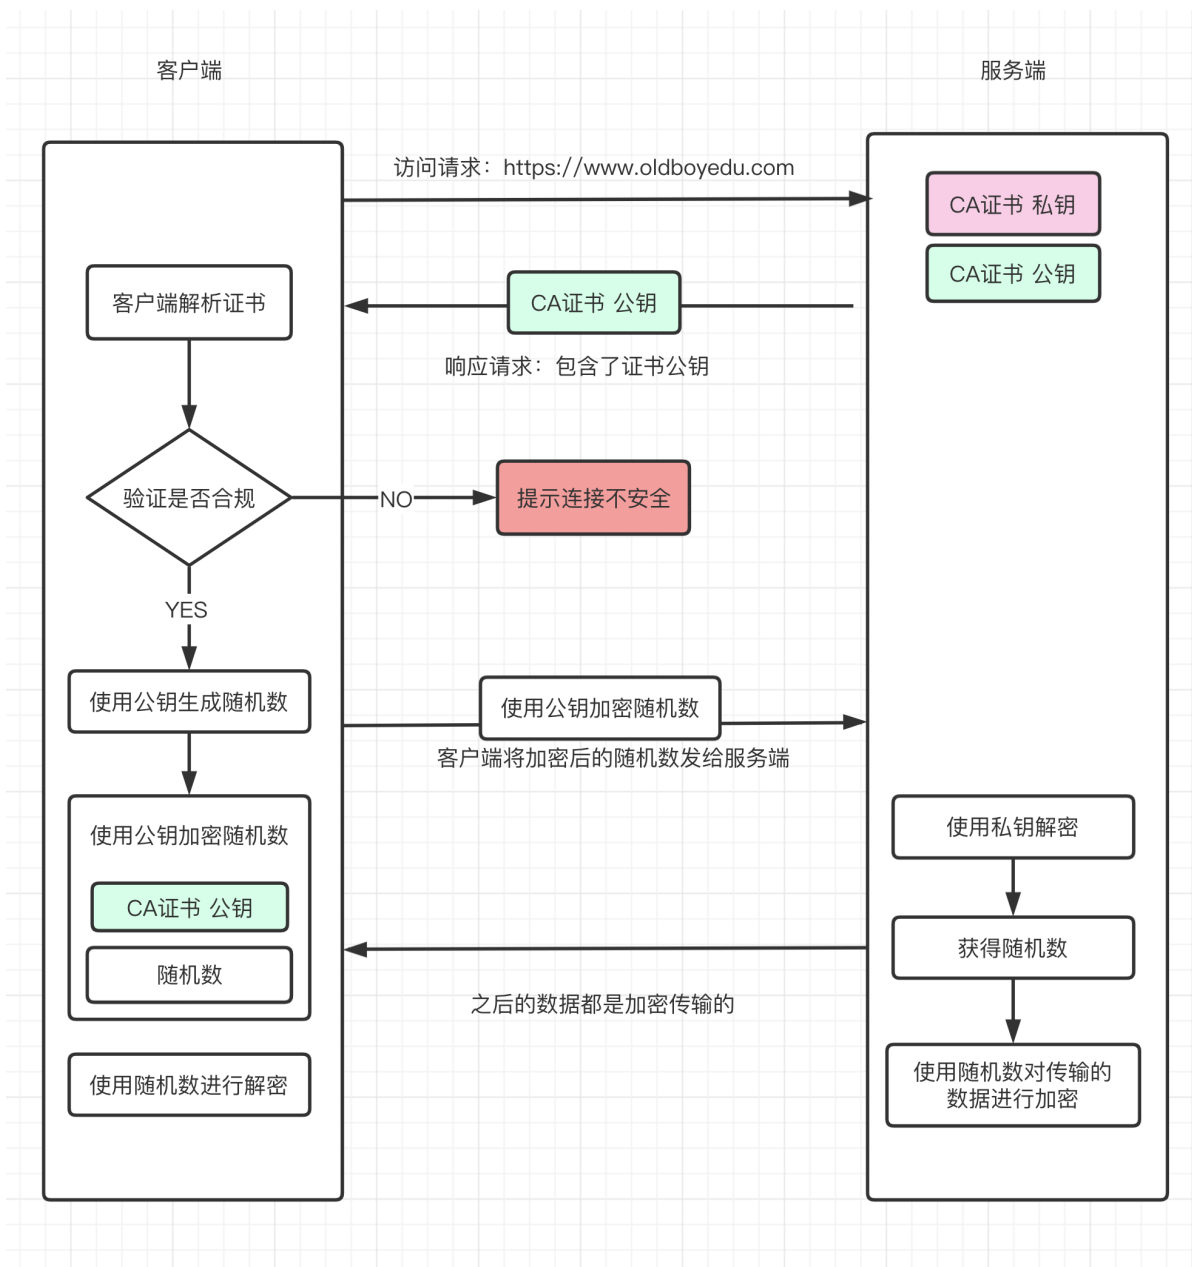 客户端
服务端
访问请求：https://www.oldboyedu.com
CA证书 私钥
CA证书 公钥
客户端解析证书
CA证书 公钥
响应请求：包含了证书公钥
验证是否合规
NO
提示连接不安全
YES
使用公钥生成随机数
使用公钥加密随机数
客户端将加密后的随机数发给服务端
使用公钥加密随机数
CA证书 公钥
随机数
使用私钥解密
获得随机数
之后的数据都是加密传输的
使用随机数进行解密
使用随机数对传输的
数据进行加密